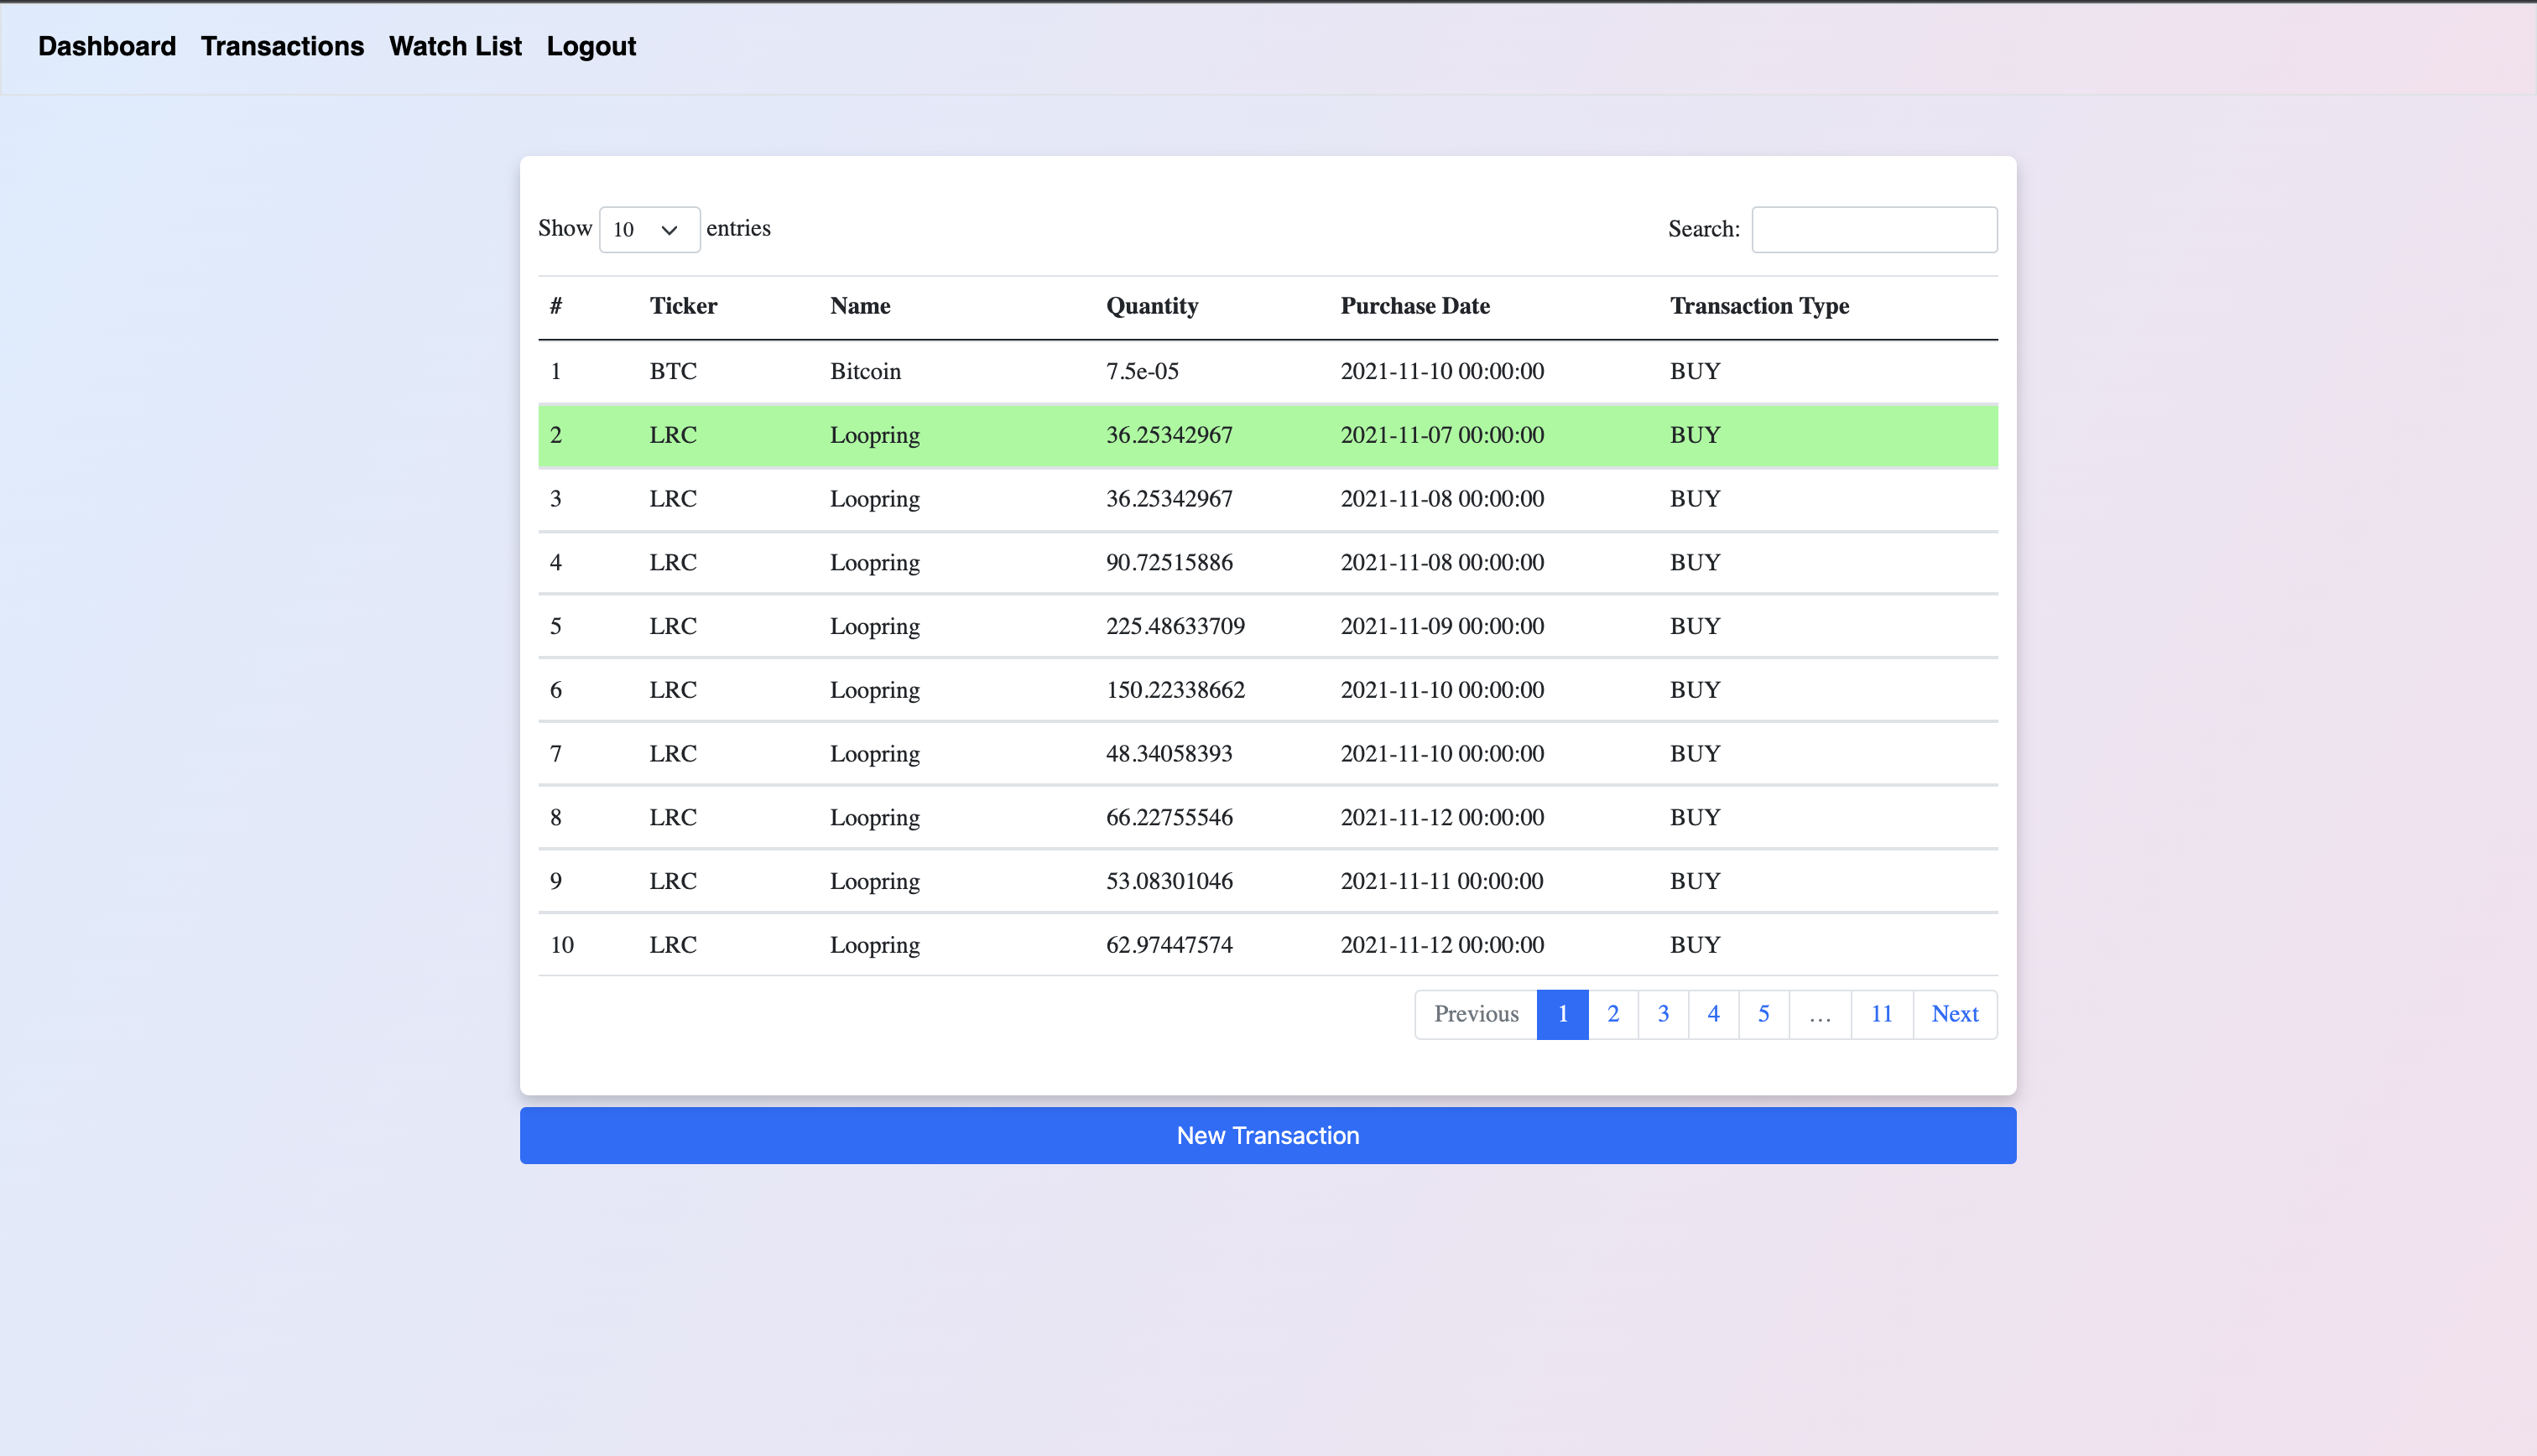 Dashboard Transactions Watch List Logout
Show 10 entries Search:
# Ticker Name Quantity Purchase Date Transaction Type
1 BTC Bitcoin 7.5e-05 2021-11-10 00:00:00 BUY
2 LRC Loopring 36.25342967 2021-11-07 00:00:00 BUY
3 LRC Loopring 36.25342967 2021-11-08 00:00:00 BUY
4 LRC Loopring 90.72515886 2021-11-08 00:00:00 BUY
5 LRC Loopring 225.48633709 2021-11-09 00:00:00 BUY
6 LRC Loopring 150.22338662 2021-11-10 00:00:00 BUY
7 LRC Loopring 48.34058393 2021-11-10 00:00:00 BUY
8 LRC Loopring 66.22755546 2021-11-12 00:00:00 BUY
9 LRC Loopring 53.08301046 2021-11-11 00:00:00 BUY
10 LRC Loopring 62.97447574 2021-11-12 00:00:00 BUY
Previous 1 2 3 4 5 … 11 Next
New Transaction